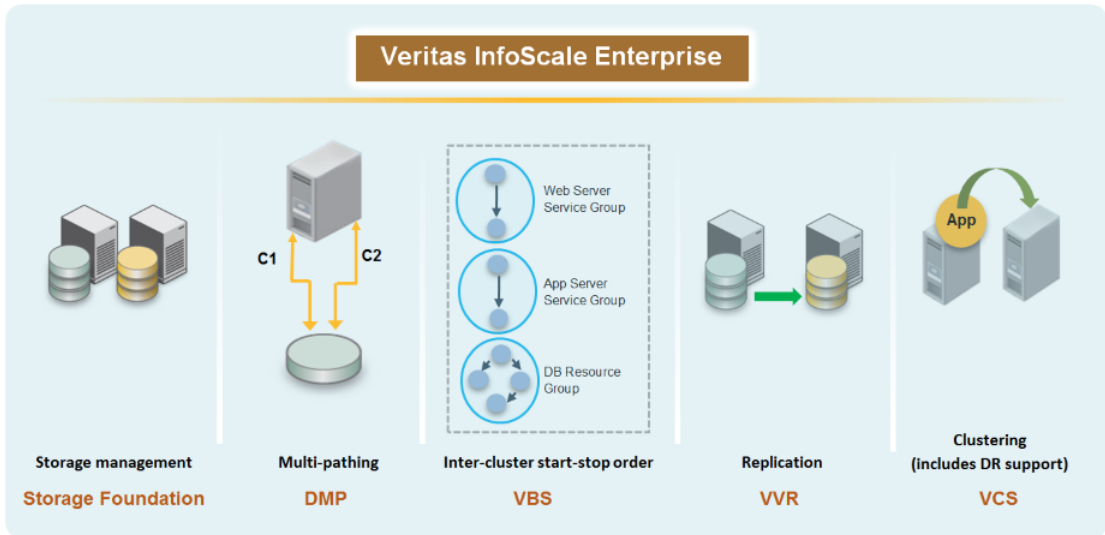 Veritas InfoScale Enterprise
C1
C2
Web Server
Service Group
App Server
Service Group
DB Resource
Group
App
Storage management
Storage Foundation
Multi-pathing
DMP
Inter-cluster start-stop order
VBS
Replication
VVR
Clustering
(includes DR support)
VCS